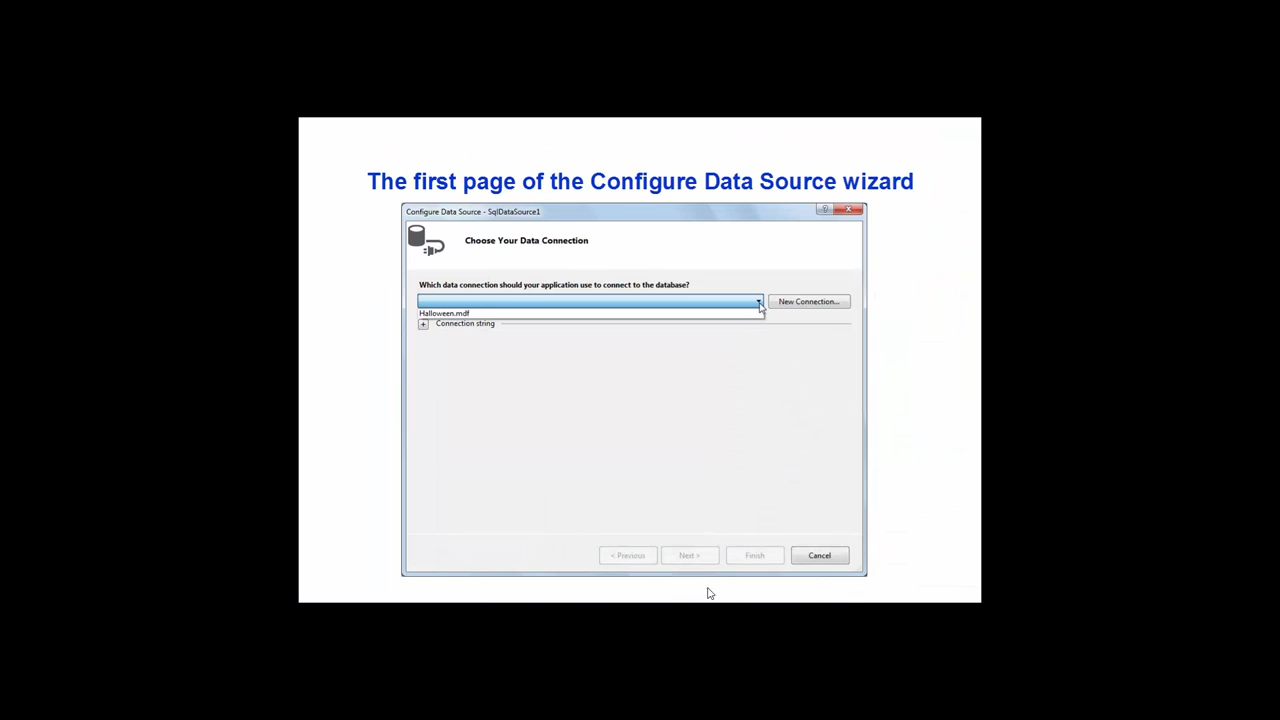 The first page of the Configure Data Source wizard
Configure Data Source - SqlDataSource1
?
Choose Your Data Connection
Which data connection should your application use to connect to the database?
New Connection...
Halloween.mdf
+ Connection string
< Previous Next > Finish Cancel